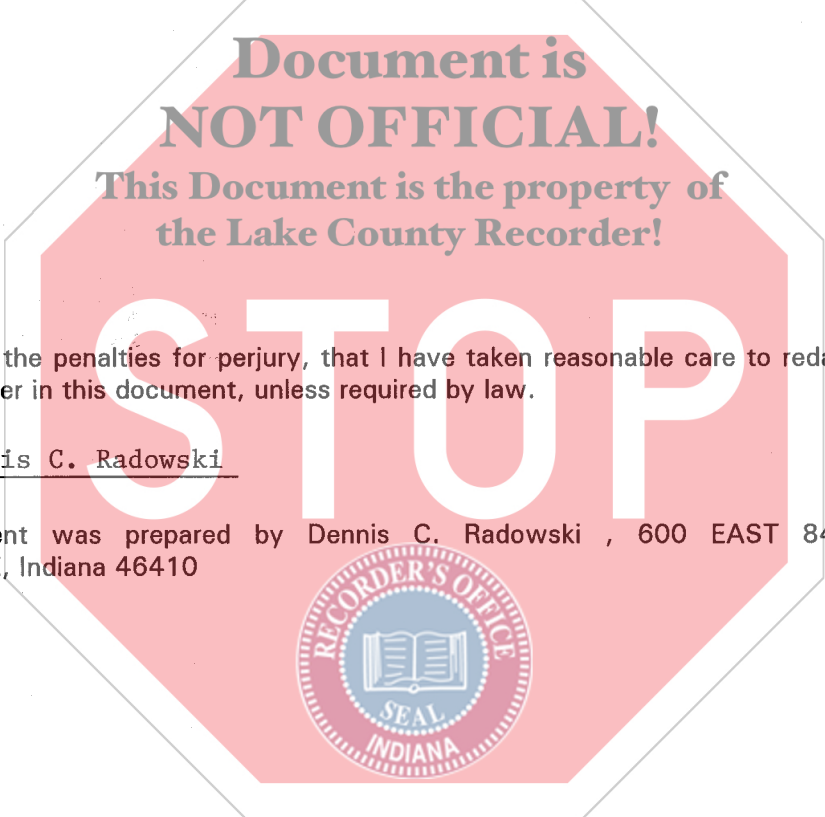 Document is
NOT OFFICIAL!
This Document is the property of
the Lake County Recorder!
STOP
the penalties for perjury, that I have taken reasonable care to reda
er in this document, unless required by law.
is C. Radowski
ent was prepared by Dennis C. Radowski , 600 EAST 84
, Indiana 46410
RECORDER'S OFFICE
SEAL
INDIANA